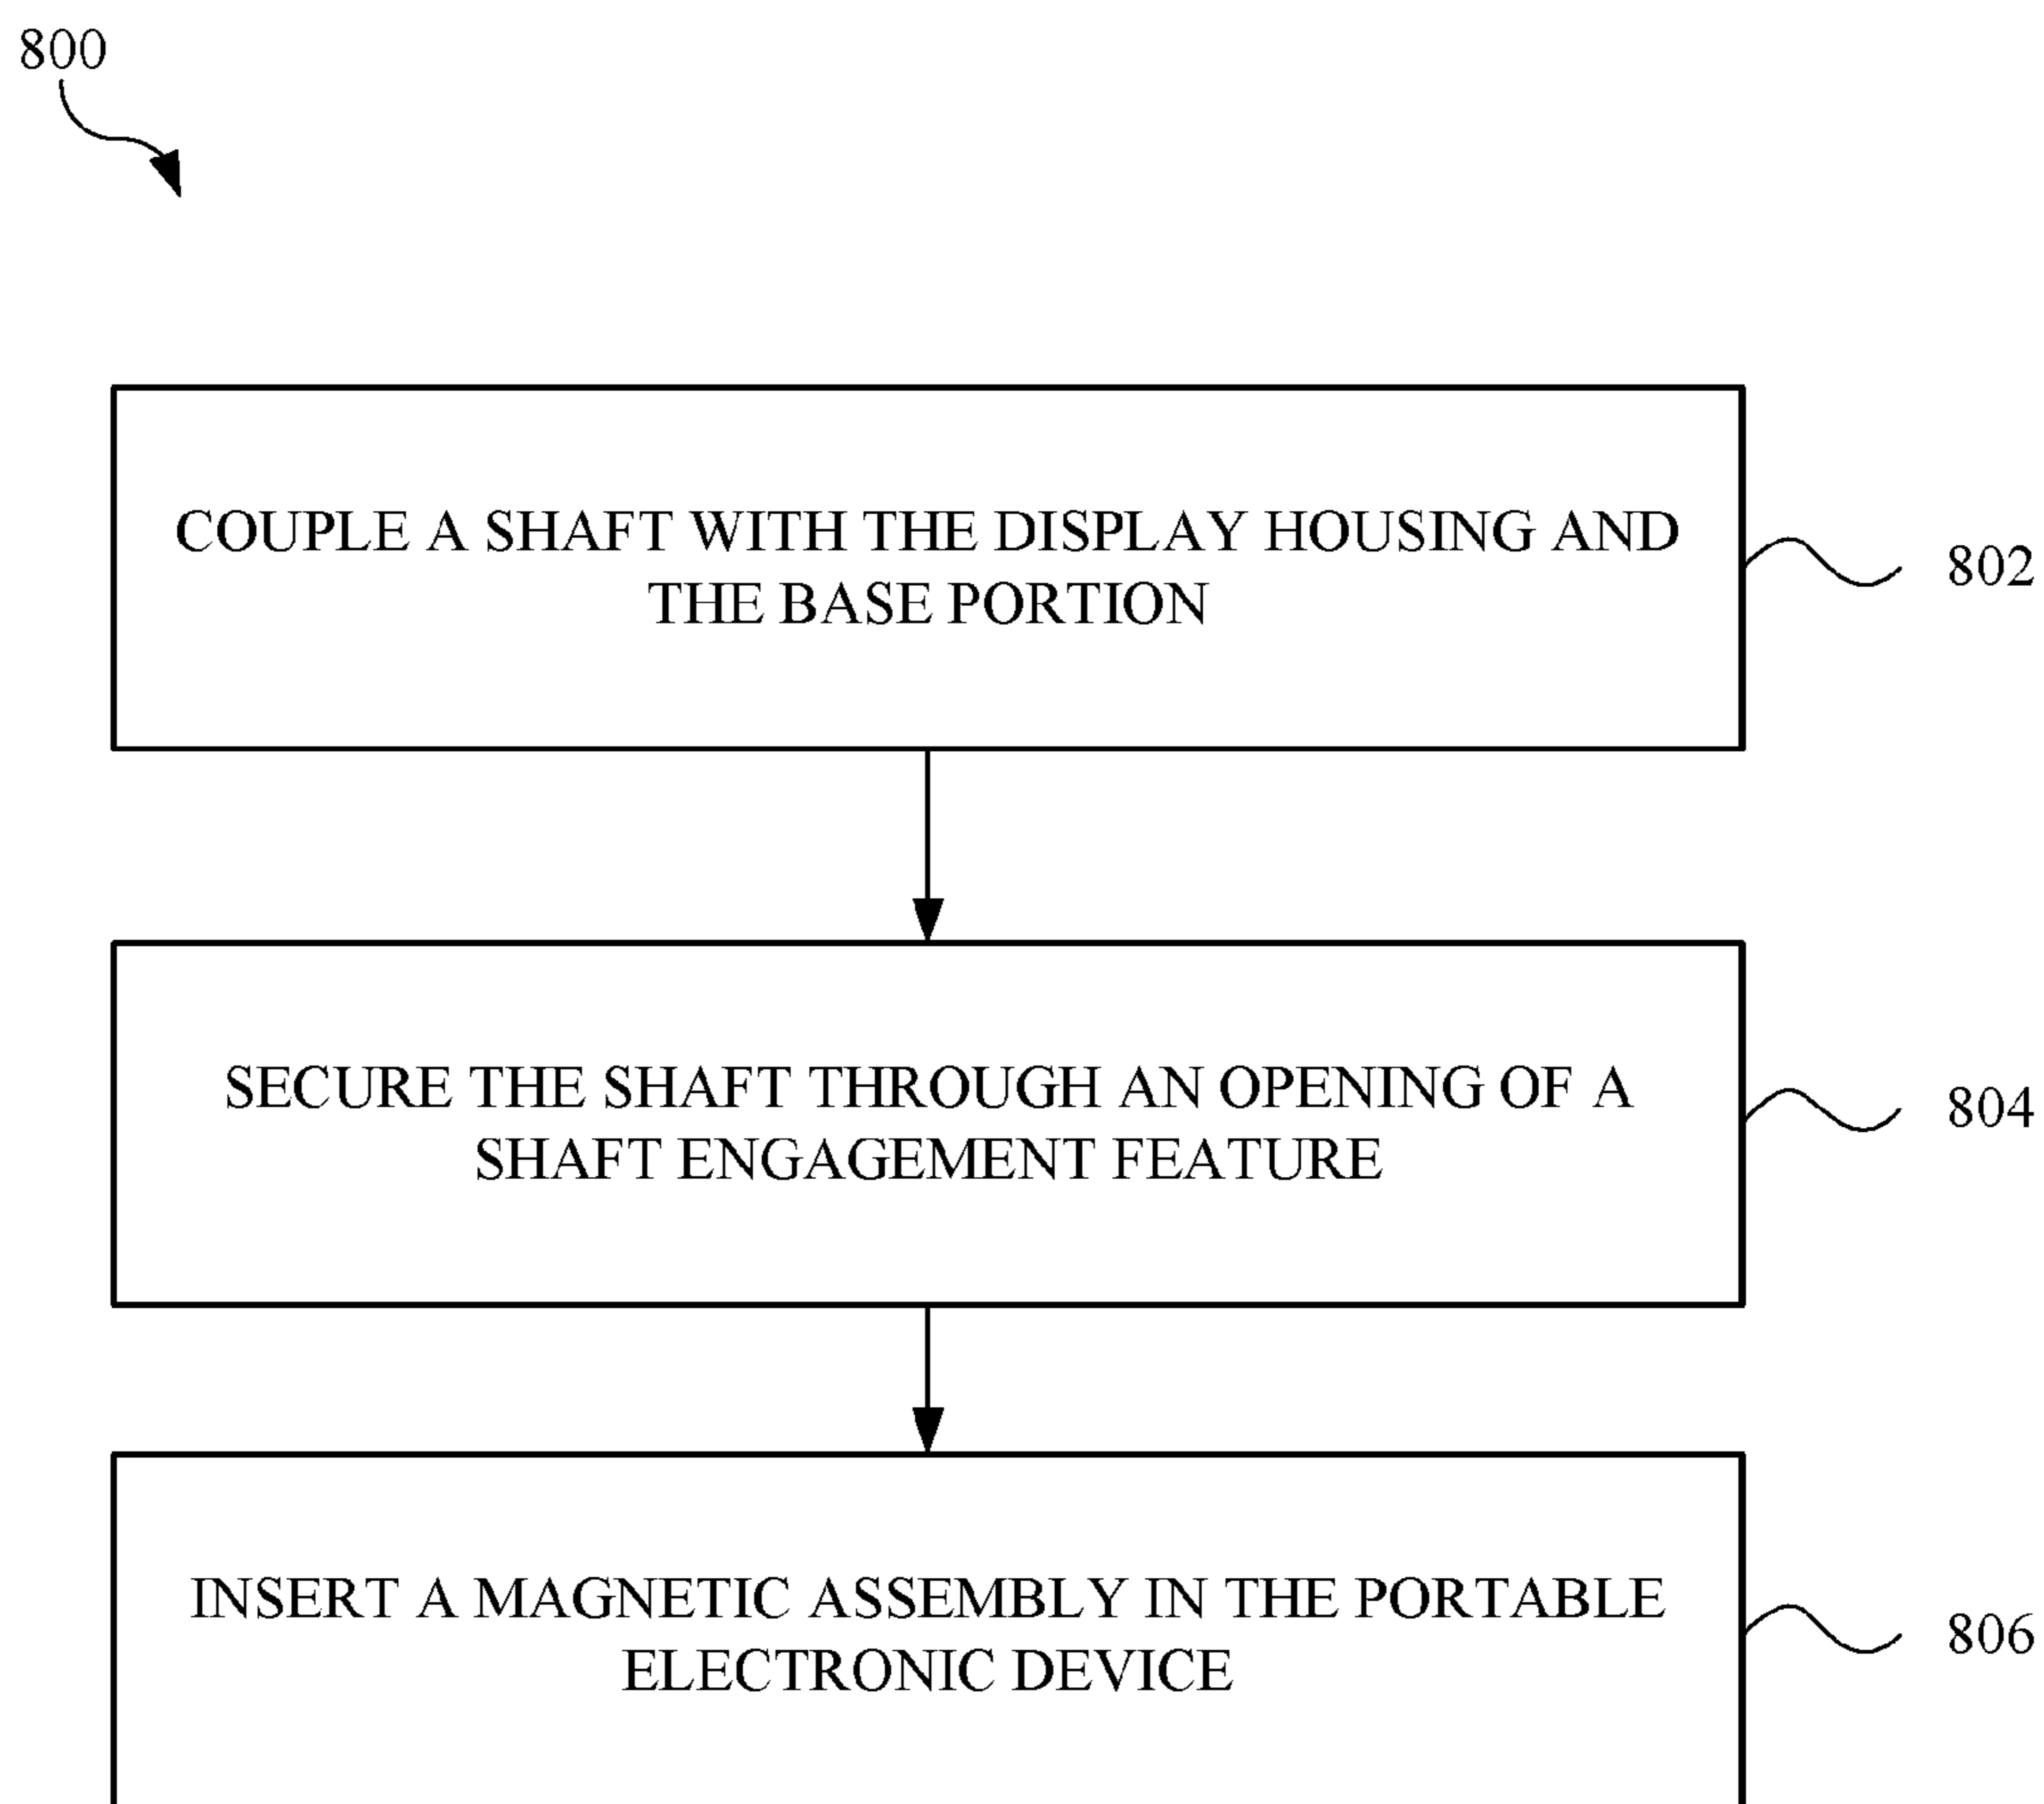 800
COUPLE A SHAFT WITH THE DISPLAY HOUSING AND
THE BASE PORTION
802
SECURE THE SHAFT THROUGH AN OPENING OF A
SHAFT ENGAGEMENT FEATURE
804
INSERT A MAGNETIC ASSEMBLY IN THE PORTABLE
ELECTRONIC DEVICE
806